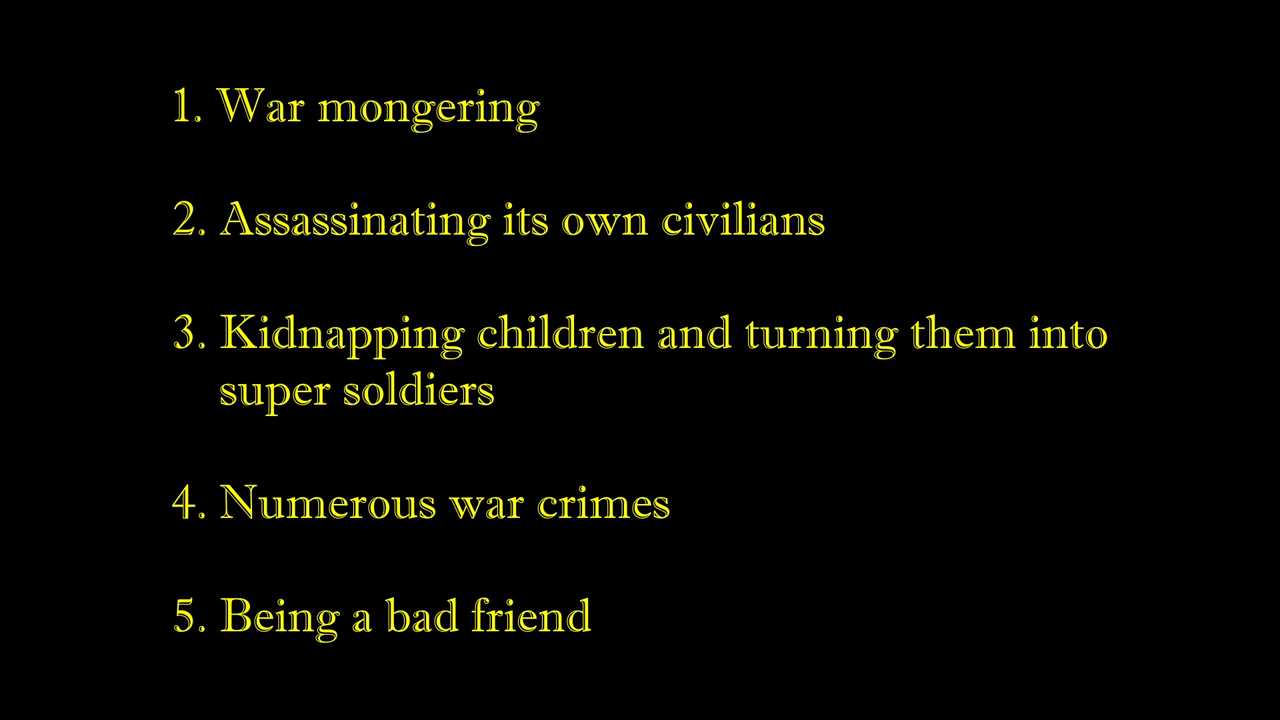 1. War mongering
2. Assassinating its own civilians
3. Kidnapping children and turning them into
super soldiers
4. Numerous war crimes
5. Being a bad friend